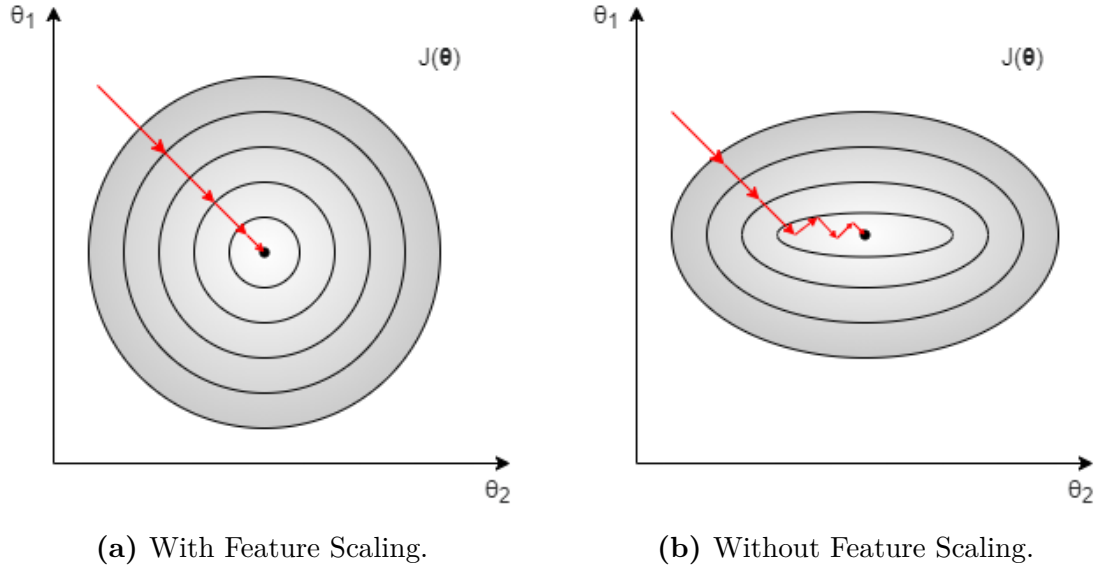 θ1
J(θ)
θ2
(a) With Feature Scaling.
θ1
J(θ)
θ2
(b) Without Feature Scaling.